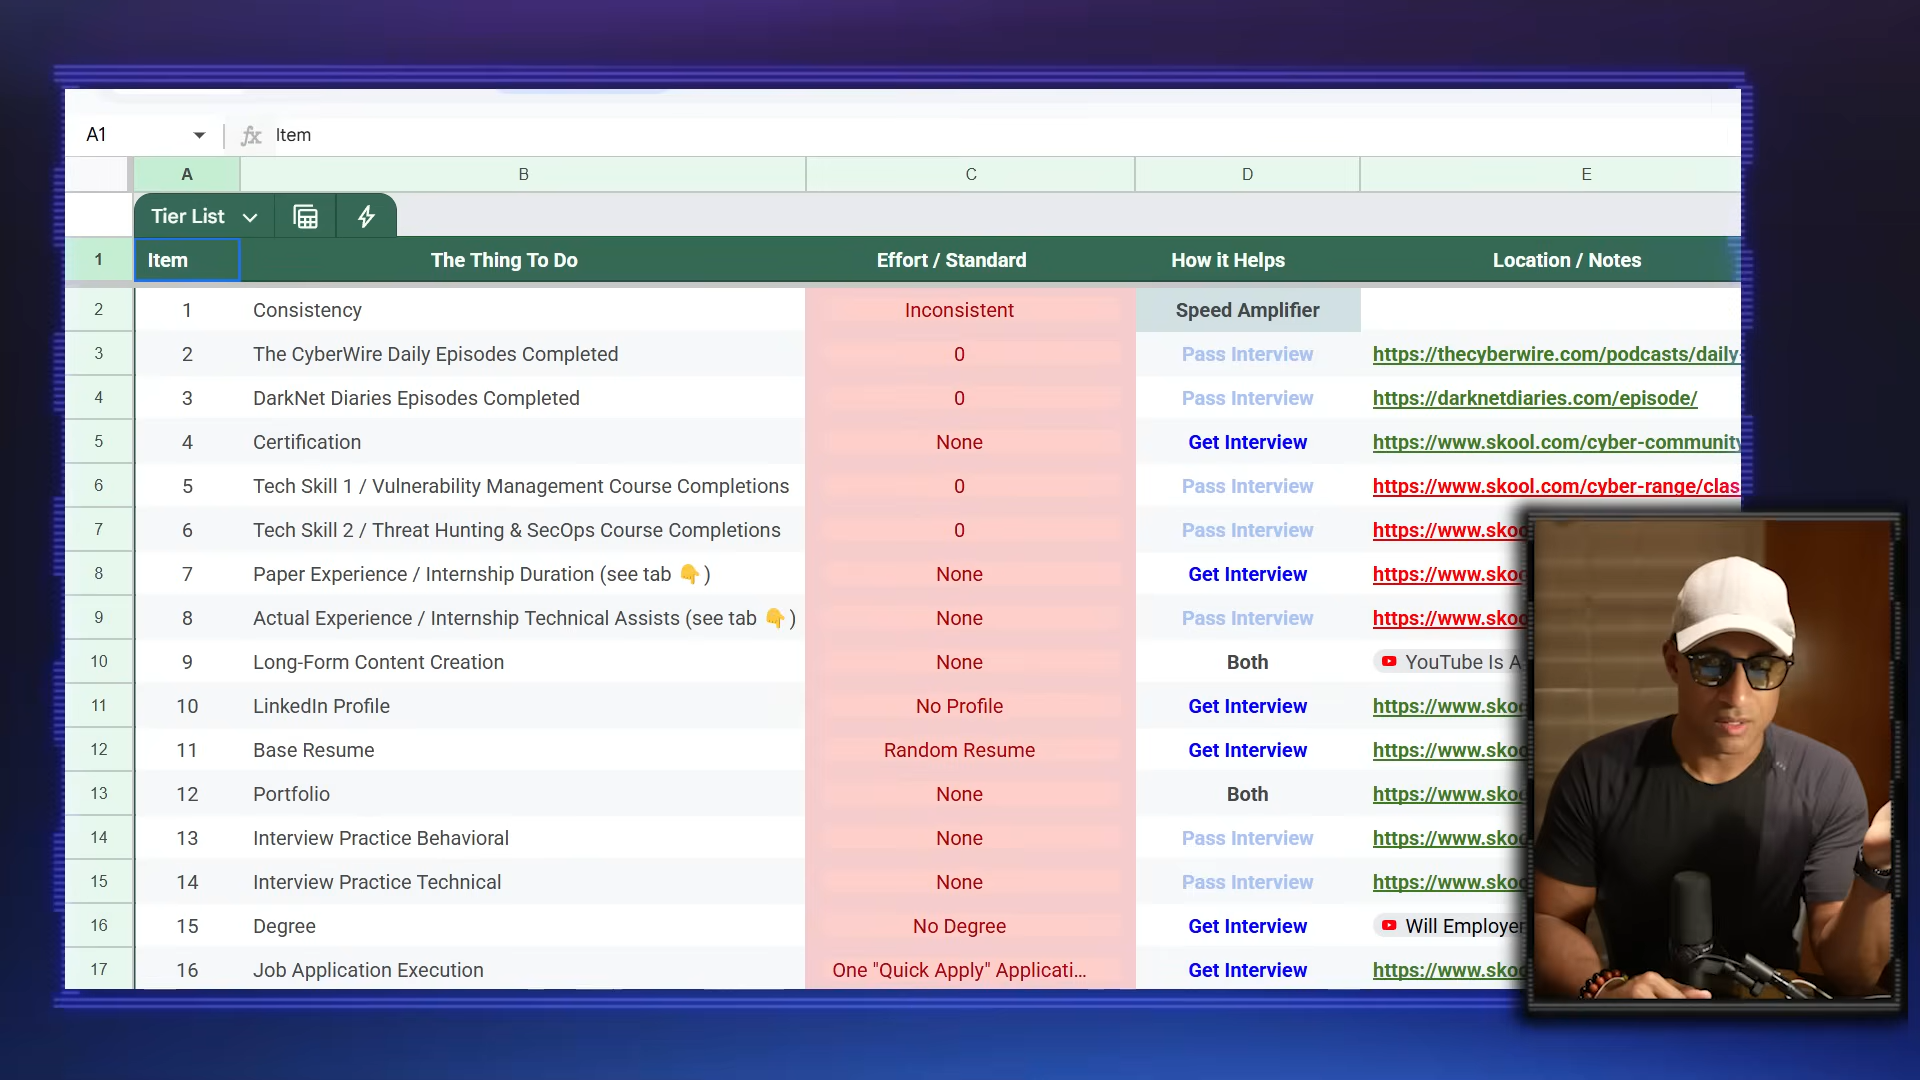 A1 fx Item
A B C D E
Tier List
1 Item The Thing To Do Effort / Standard How it Helps Location / Notes
2 1 Consistency Inconsistent Speed Amplifier
3 2 The CyberWire Daily Episodes Completed 0 Pass Interview https://thecyberwire.com/podcasts/daily-
4 3 DarkNet Diaries Episodes Completed 0 Pass Interview https://darknetdiaries.com/episode/
5 4 Certification None Get Interview https://www.skool.com/cyber-community
6 5 Tech Skill 1 / Vulnerability Management Course Completions 0 Pass Interview https://www.skool.com/cyber-range/clas
7 6 Tech Skill 2 / Threat Hunting & SecOps Course Completions 0 Pass Interview https://www.skoo
8 7 Paper Experience / Internship Duration (see tab 👇 ) None Get Interview https://www.skoo
9 8 Actual Experience / Internship Technical Assists (see tab 👇 ) None Pass Interview https://www.skoo
10 9 Long-Form Content Creation None Both YouTube Is A
11 10 LinkedIn Profile No Profile Get Interview https://www.skoo
12 11 Base Resume Random Resume Get Interview https://www.skoo
13 12 Portfolio None Both https://www.skoo
14 13 Interview Practice Behavioral None Pass Interview https://www.skoo
15 14 Interview Practice Technical None Pass Interview https://www.skoo
16 15 Degree No Degree Get Interview Will Employer
17 16 Job Application Execution One "Quick Apply" Applicati... Get Interview https://www.skoo